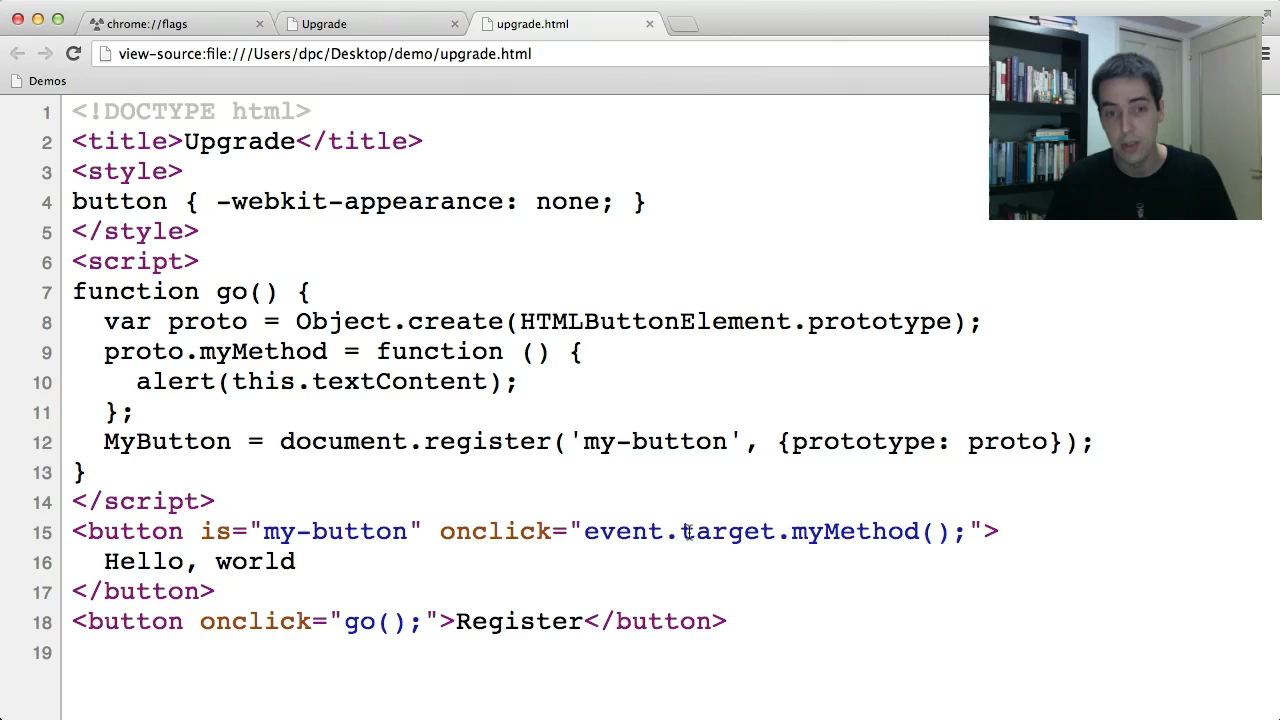 chrome://flags
Upgrade
upgrade.html
view-source:file:///Users/dpc/Desktop/demo/upgrade.html
Demos
1 <!DOCTYPE html>
2 <title>Upgrade</title>
3 <style>
4 button { -webkit-appearance: none; }
5 </style>
6 <script>
7 function go() {
8 var proto = Object.create(HTMLButtonElement.prototype);
9 proto.myMethod = function () {
10 alert(this.textContent);
11 };
12 MyButton = document.register('my-button', {prototype: proto});
13 }
14 </script>
15 <button is="my-button" onclick="event.target.myMethod();">
16 Hello, world
17 </button>
18 <button onclick="go();">Register</button>
19